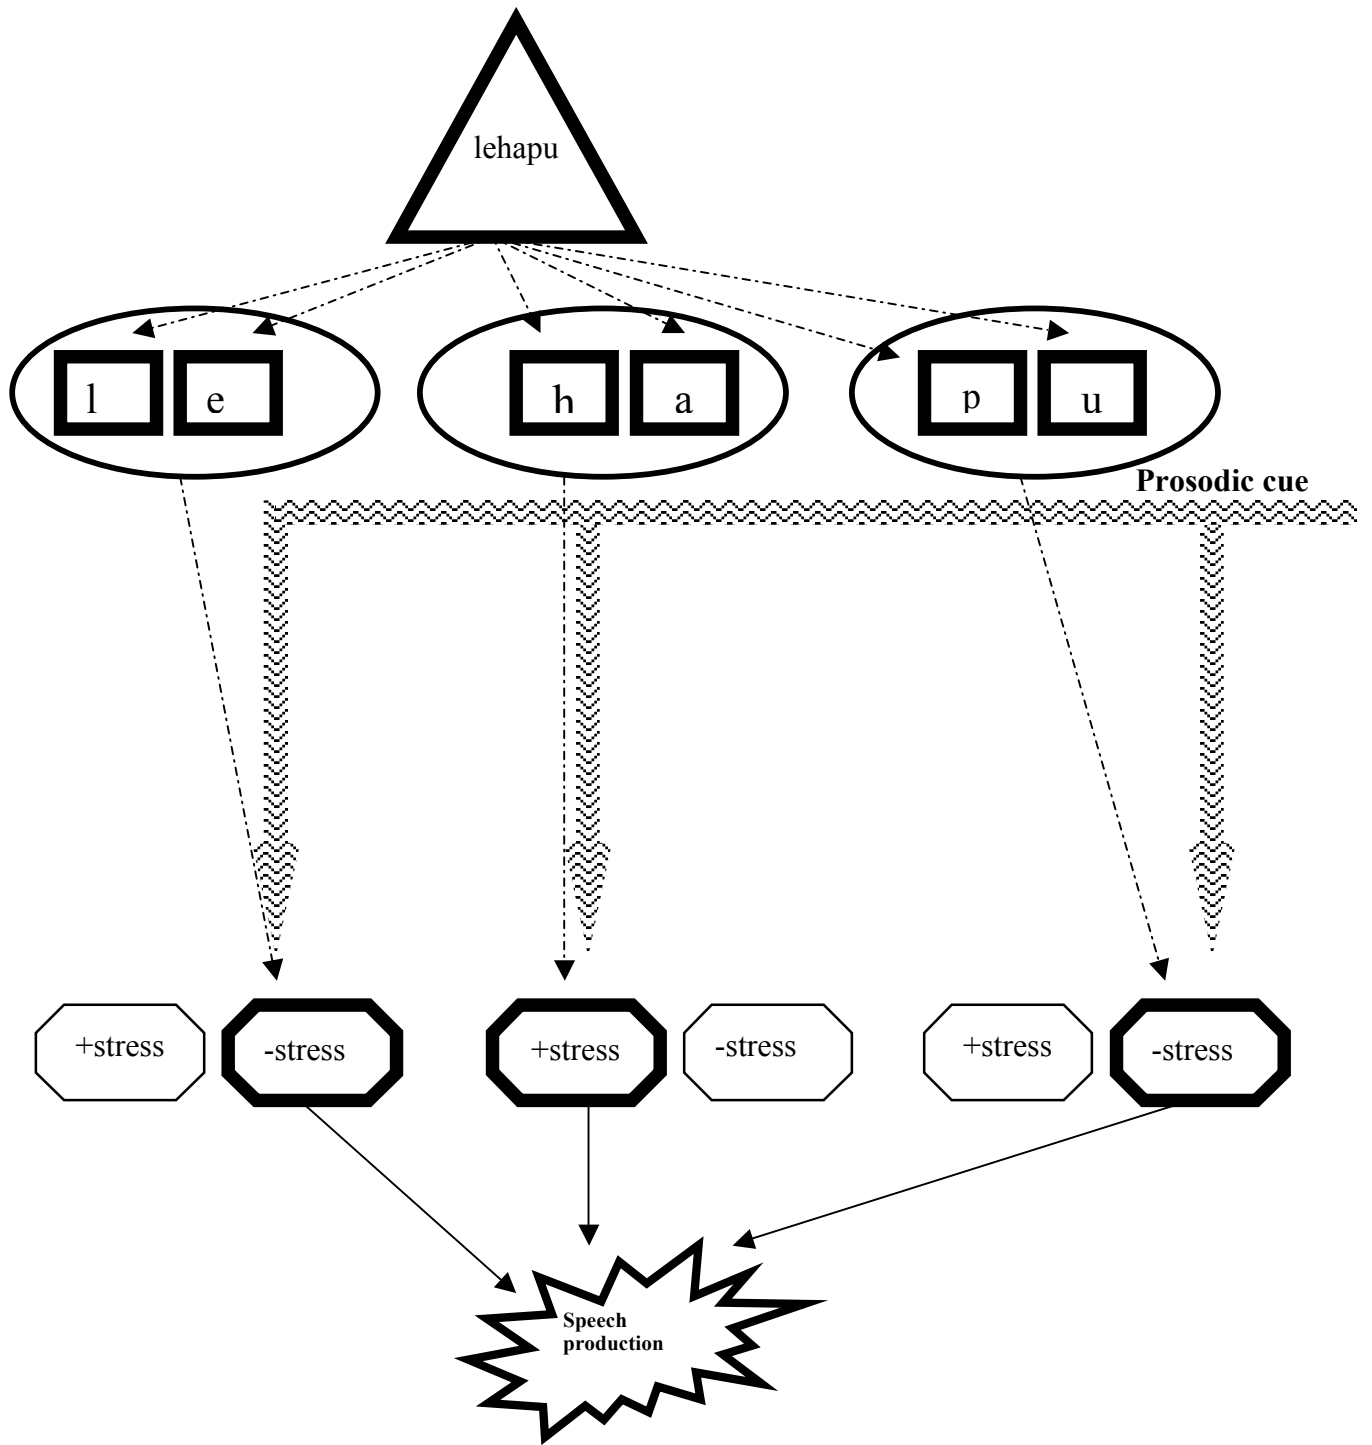 lehapu
l e h a p u
Prosodic cue
+stress -stress +stress -stress +stress -stress
Speech
production